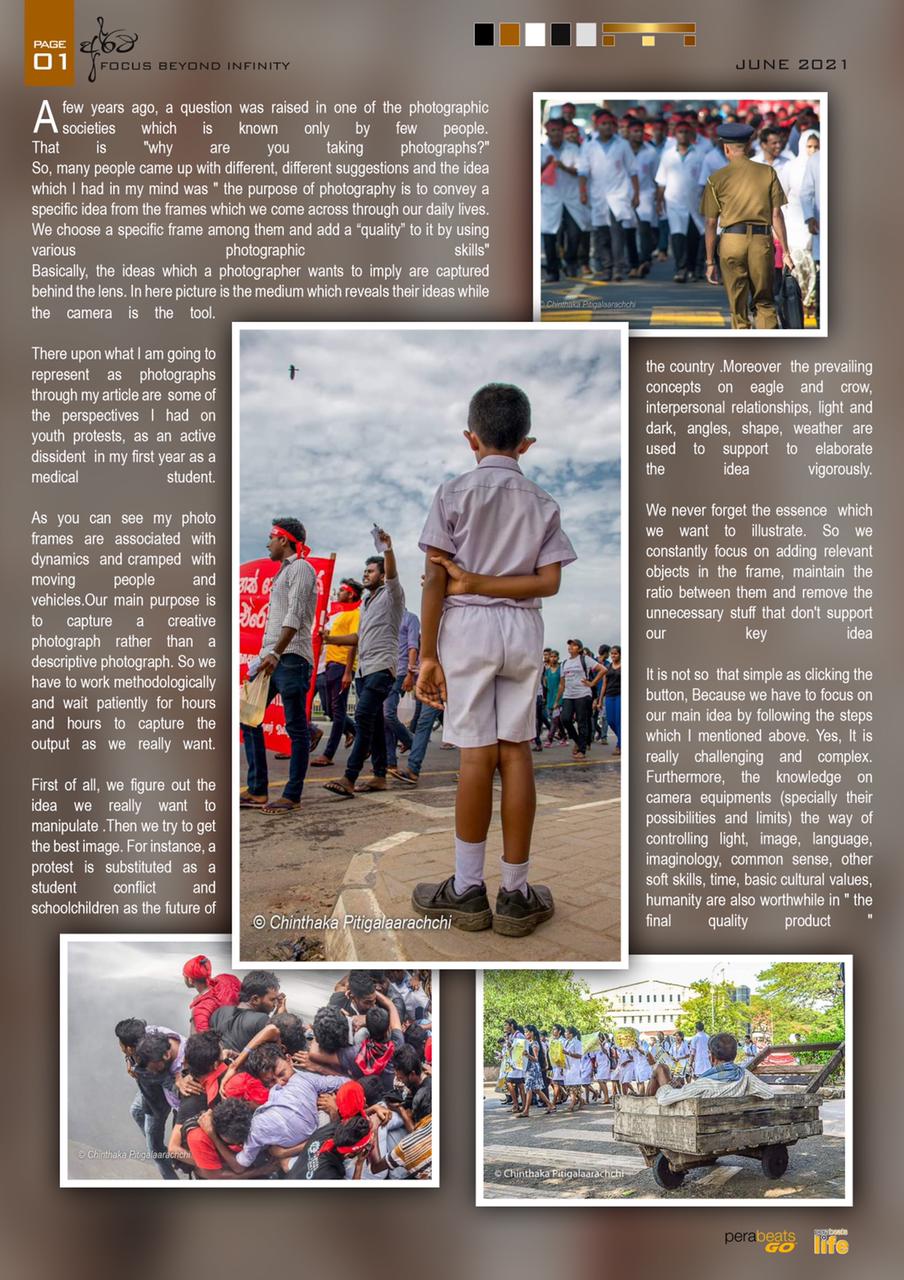 PAGE
01
අපිට
FOCUS BEYOND INFINITY
JUNE 2021
A few years ago, a question was raised in one of the photographic
societies which is known only by few people.
That is "why are you taking photographs?"
So, many people came up with different, different suggestions and the idea
which I had in my mind was " the purpose of photography is to convey a
specific idea from the frames which we come across through our daily lives.
We choose a specific frame among them and add a “quality” to it by using
various photographic skills"
Basically, the ideas which a photographer wants to imply are captured
behind the lens. In here picture is the medium which reveals their ideas while
the camera is the tool.
There upon what I am going to
represent as photographs
through my article are some of
the perspectives I had on
youth protests, as an active
dissident in my first year as a
medical student.
As you can see my photo
frames are associated with
dynamics and cramped with
moving people and
vehicles.Our main purpose is
to capture a creative
photograph rather than a
descriptive photograph. So we
have to work methodologically
and wait patiently for hours
and hours to capture the
output as we really want.
First of all, we figure out the
idea we really want to
manipulate .Then we try to get
the best image. For instance, a
protest is substituted as a
student conflict and
schoolchildren as the future of
the country .Moreover the prevailing
concepts on eagle and crow,
interpersonal relationships, light and
dark, angles, shape, weather are
used to support to elaborate
the idea vigorously.
We never forget the essence which
we want to illustrate. So we
constantly focus on adding relevant
objects in the frame, maintain the
ratio between them and remove the
unnecessary stuff that don't support
our key idea
It is not so that simple as clicking the
button, Because we have to focus on
our main idea by following the steps
which I mentioned above. Yes, It is
really challenging and complex.
Furthermore, the knowledge on
camera equipments (specially their
possibilities and limits) the way of
controlling light, image, language,
imaginology, common sense, other
soft skills, time, basic cultural values,
humanity are also worthwhile in " the
final quality product "
© Chinthaka Pitigalaarachchi
© Chinthaka Pitigalaarachchi
© Chinthaka Pitigalaarachchi
© Chinthaka Pitigalaarachchi
perabeats
GO
perabeats
life